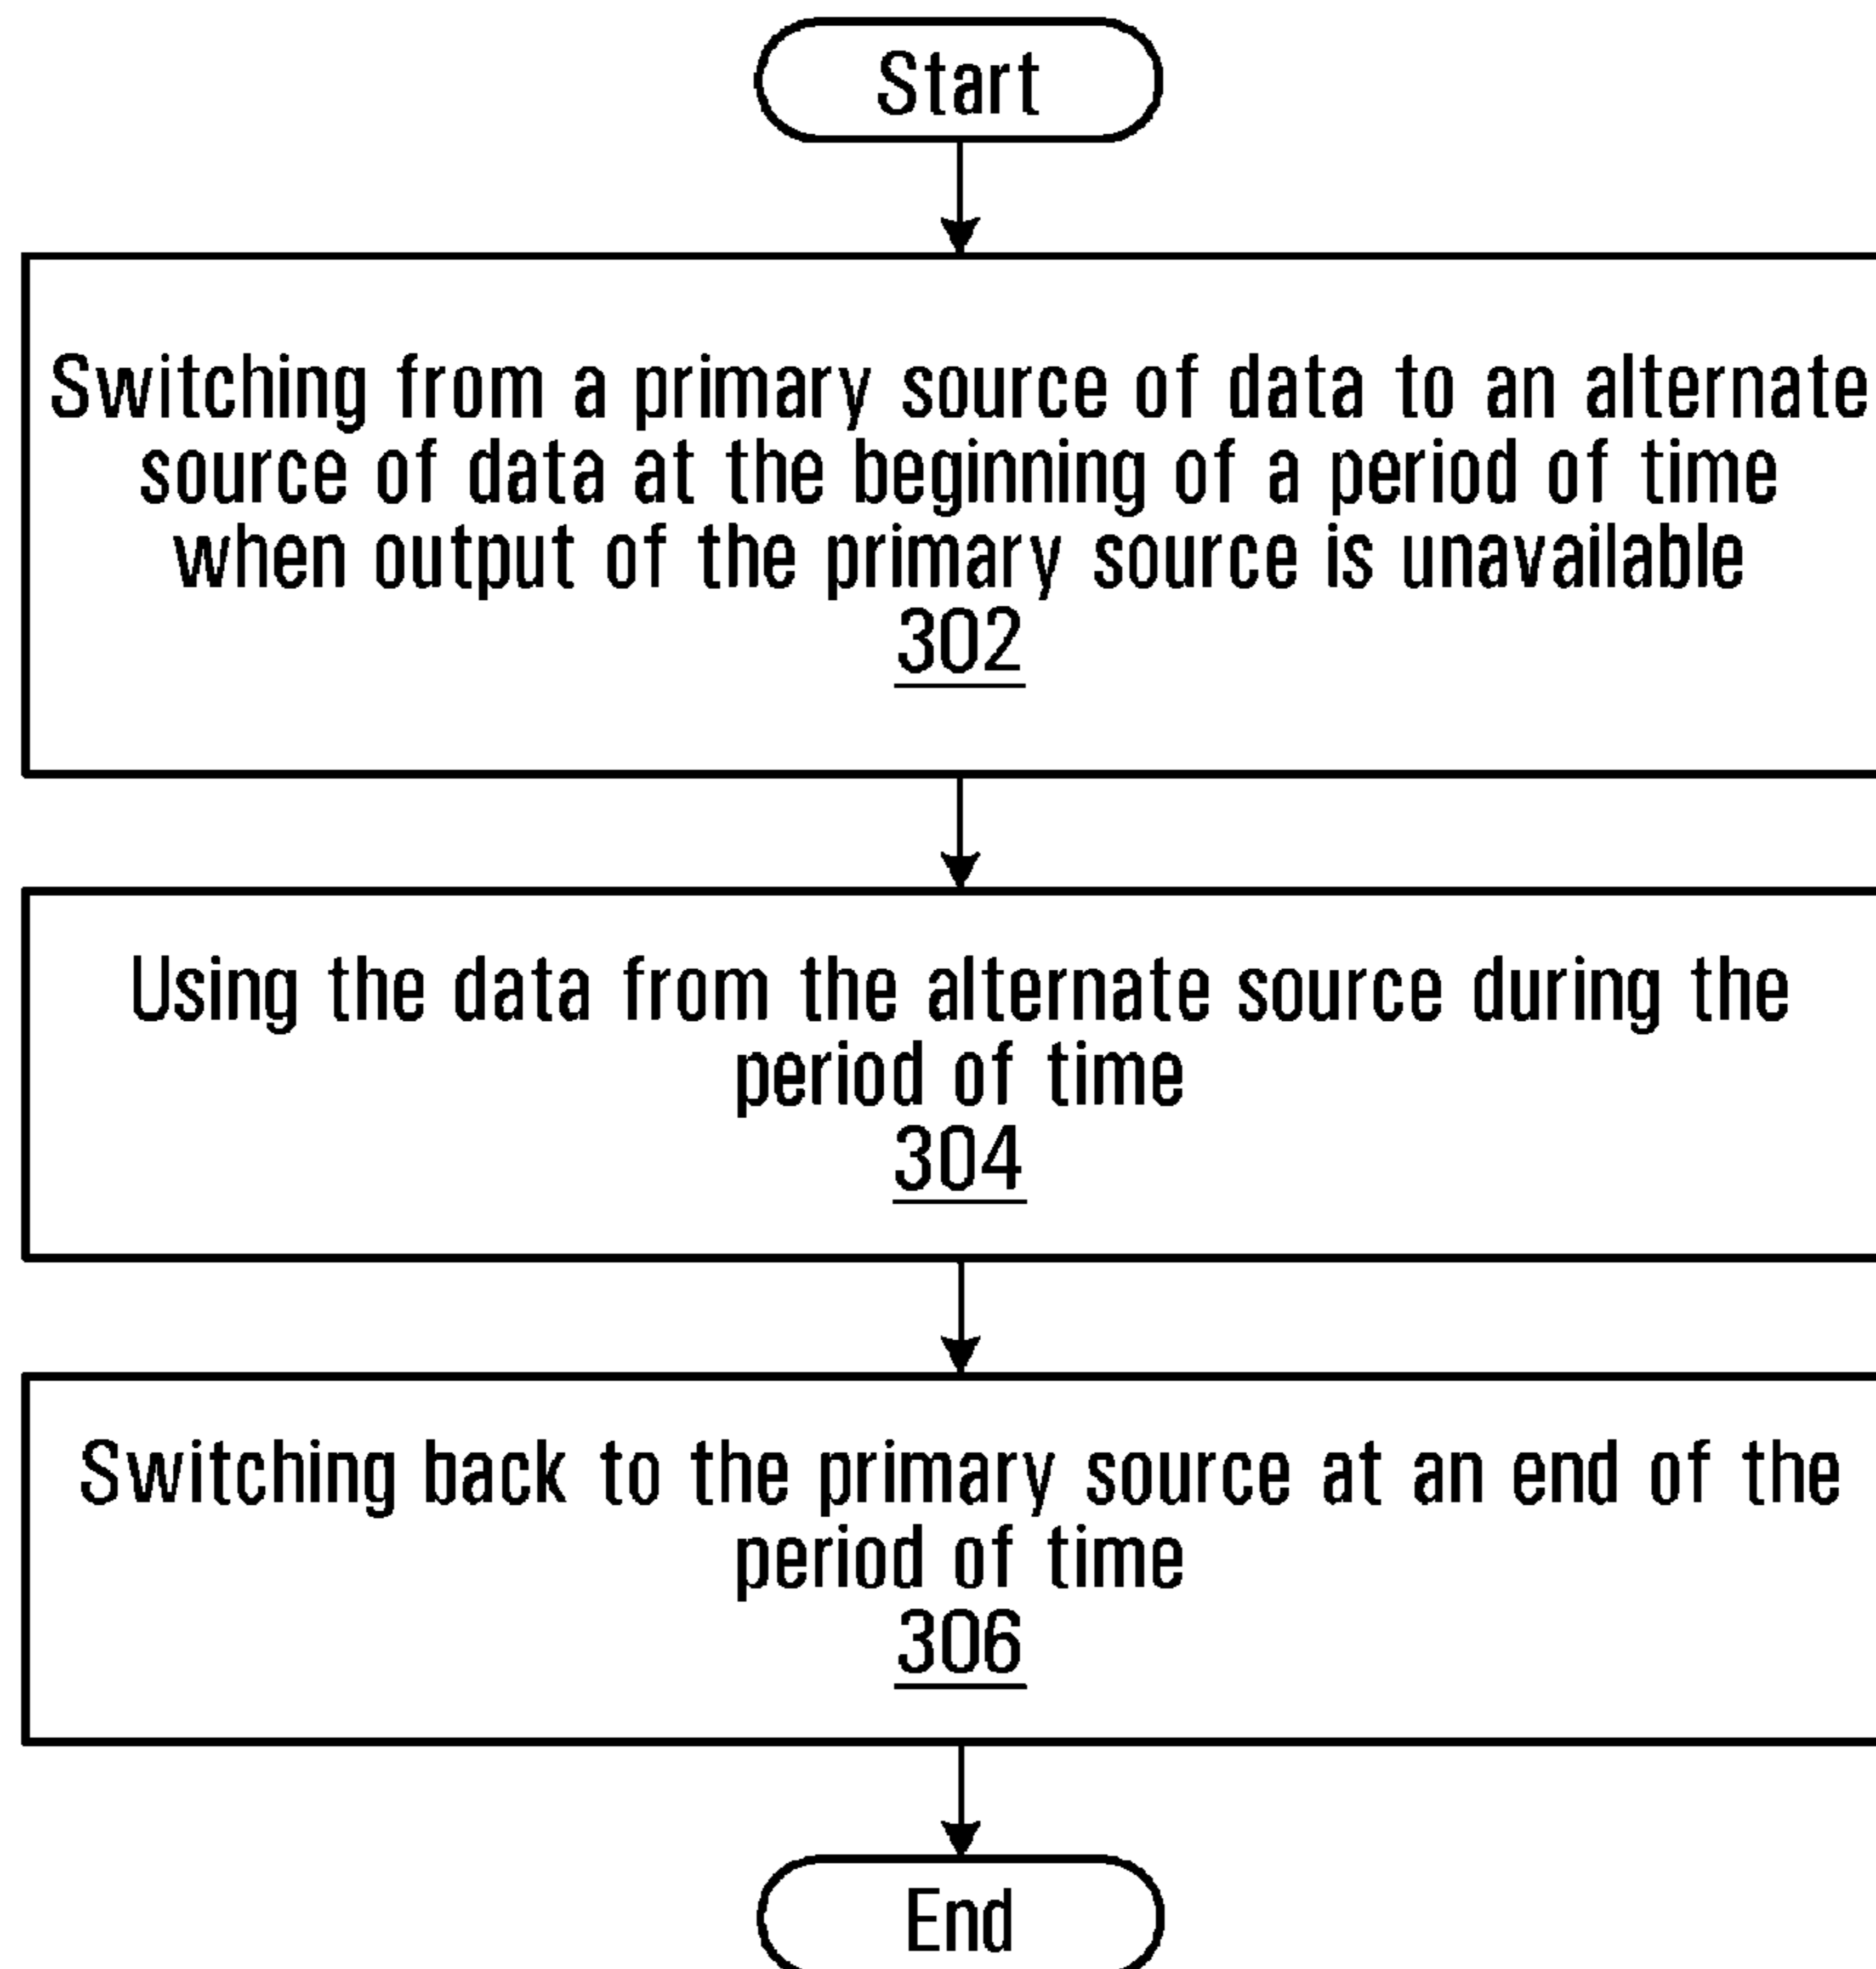 Start
Switching from a primary source of data to an alternate
source of data at the beginning of a period of time
when output of the primary source is unavailable
302
Using the data from the alternate source during the
period of time
304
Switching back to the primary source at an end of the
period of time
306
End